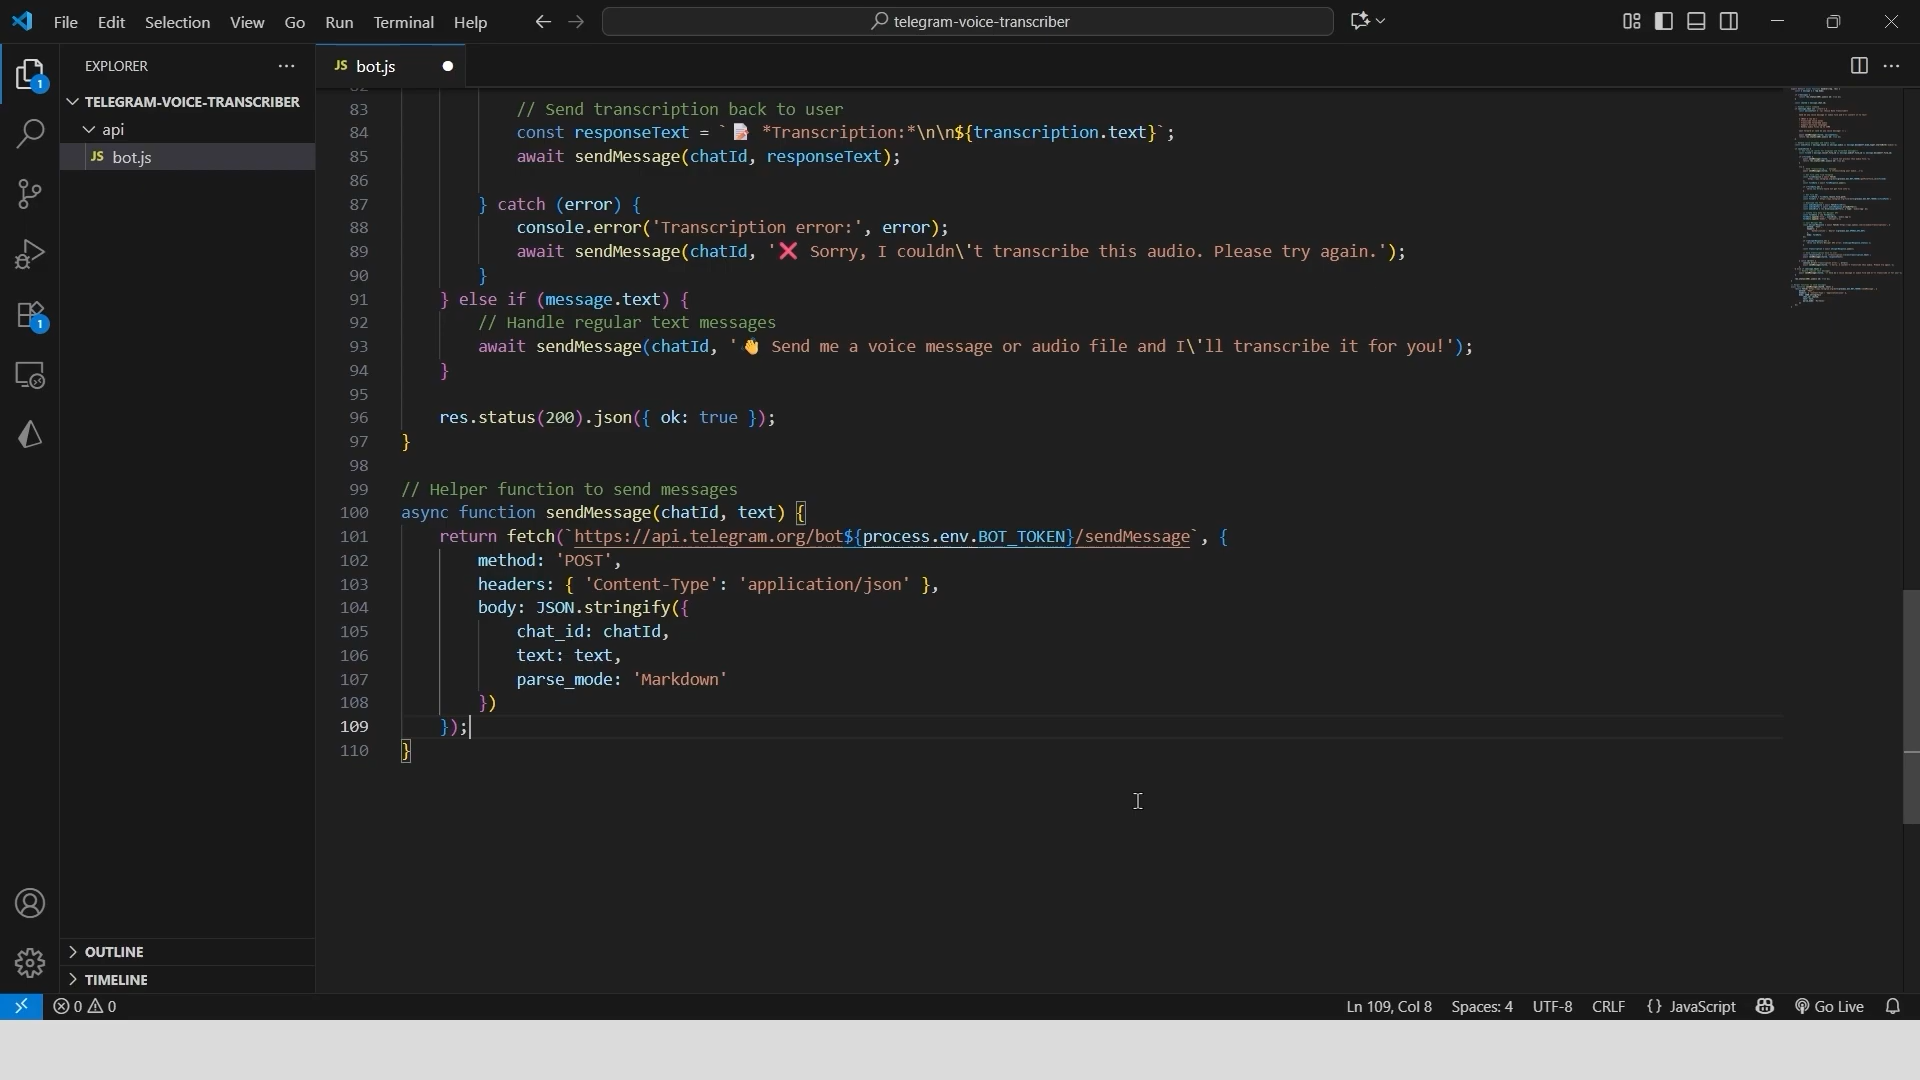 File Edit Selection View Go Run Terminal Help
telegram-voice-transcriber
EXPLORER
TELEGRAM-VOICE-TRANSCRIBER
api
JS bot.js
1
1
OUTLINE
TIMELINE
JS bot.js
83 // Send transcription back to user
84 const responseText = `📝 *Transcription:*\n\n${transcription.text}`;
85 await sendMessage(chatId, responseText);
86
87 } catch (error) {
88 console.error('Transcription error:', error);
89 await sendMessage(chatId, '❌ Sorry, I couldn\'t transcribe this audio. Please try again.');
90 }
91 } else if (message.text) {
92 // Handle regular text messages
93 await sendMessage(chatId, '👋 Send me a voice message or audio file and I\'ll transcribe it for you!');
94 }
95
96 res.status(200).json({ ok: true });
97 }
98
99 // Helper function to send messages
100 async function sendMessage(chatId, text) {
101 return fetch(`https://api.telegram.org/bot${process.env.BOT_TOKEN}/sendMessage`, {
102 method: 'POST',
103 headers: { 'Content-Type': 'application/json' },
104 body: JSON.stringify({
105 chat_id: chatId,
106 text: text,
107 parse_mode: 'Markdown'
108 })
109 });
110 }
0 0
Ln 109, Col 8 Spaces: 4 UTF-8 CRLF {} JavaScript Go Live